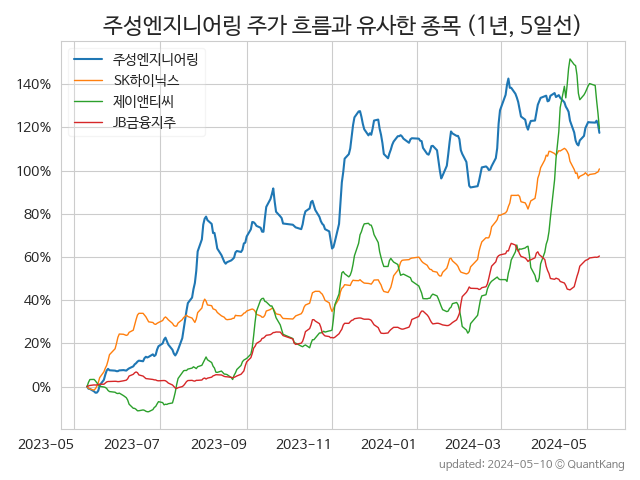 주성엔지니어링 주가 흐름과 유사한 종목 (1년, 5일선)
주성엔지니어링
SK하이닉스
제이앤티씨
JB금융지주
140%
120%
100%
80%
60%
40%
20%
0%
2023-05 2023-07 2023-09 2023-11 2024-01 2024-03 2024-05
updated: 2024-05-10 © QuantKang